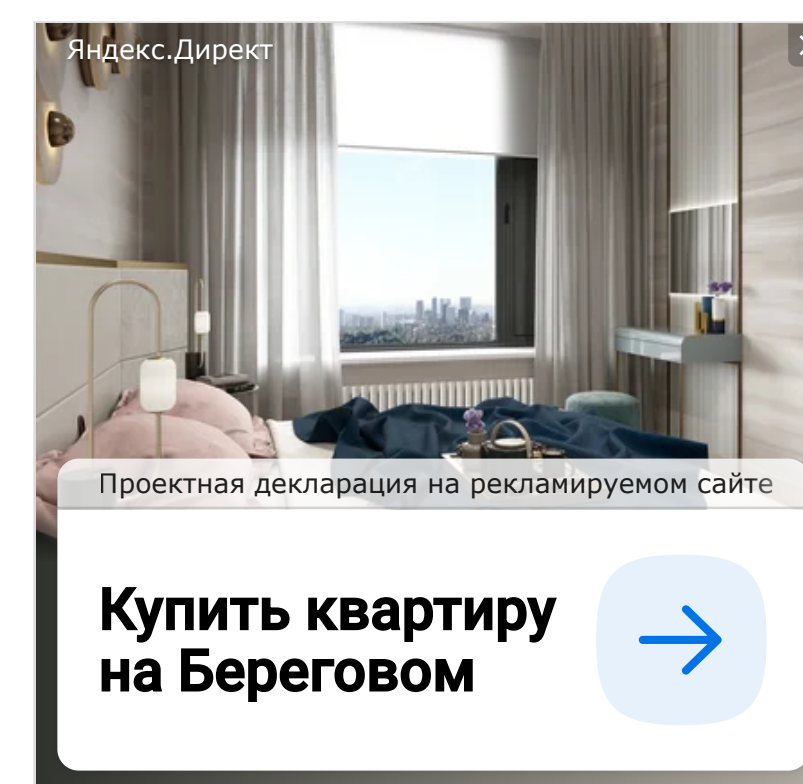 Яндекс.Директ
Проектная декларация на рекламируемом сайте
Купить квартиру
на Береговом